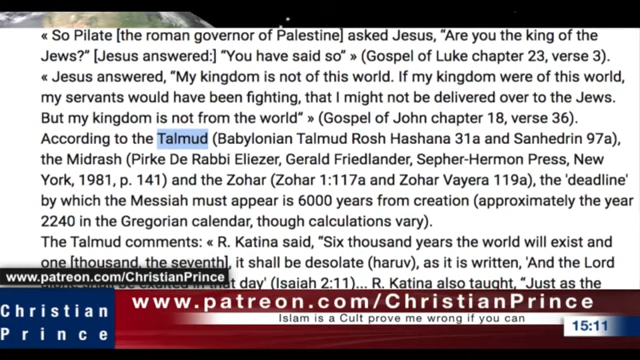 « So Pilate [the roman governor of Palestine] asked Jesus, “Are you the king of the
Jews?” [Jesus answered:] “You have said so” » (Gospel of Luke chapter 23, verse 3).
« Jesus answered, “My kingdom is not of this world. If my kingdom were of this world,
my servants would have been fighting, that I might not be delivered over to the Jews.
But my kingdom is not from the world” » (Gospel of John chapter 18, verse 36).
According to the Talmud (Babylonian Talmud Rosh Hashana 31a and Sanhedrin 97a),
the Midrash (Pirke De Rabbi Eliezer, Gerald Friedlander, Sepher-Hermon Press, New
York, 1981, p. 141) and the Zohar (Zohar 1:117a and Zohar Vayera 119a), the 'deadline'
by which the Messiah must appear is 6000 years from creation (approximately the year
2240 in the Gregorian calendar, though calculations vary).
The Talmud comments: « R. Katina said, “Six thousand years the world will exist and
one [thousand, the seventh], it shall be desolate (haruv), as it is written, 'And the Lord
in that day' (Isaiah 2:11)... R. Katina also taught, “Just as the
www.patreon.com/ChristianPrince
Christian
Prince
www.patreon.com/ChristianPrince
Islam is a Cult prove me wrong if you can
15:11